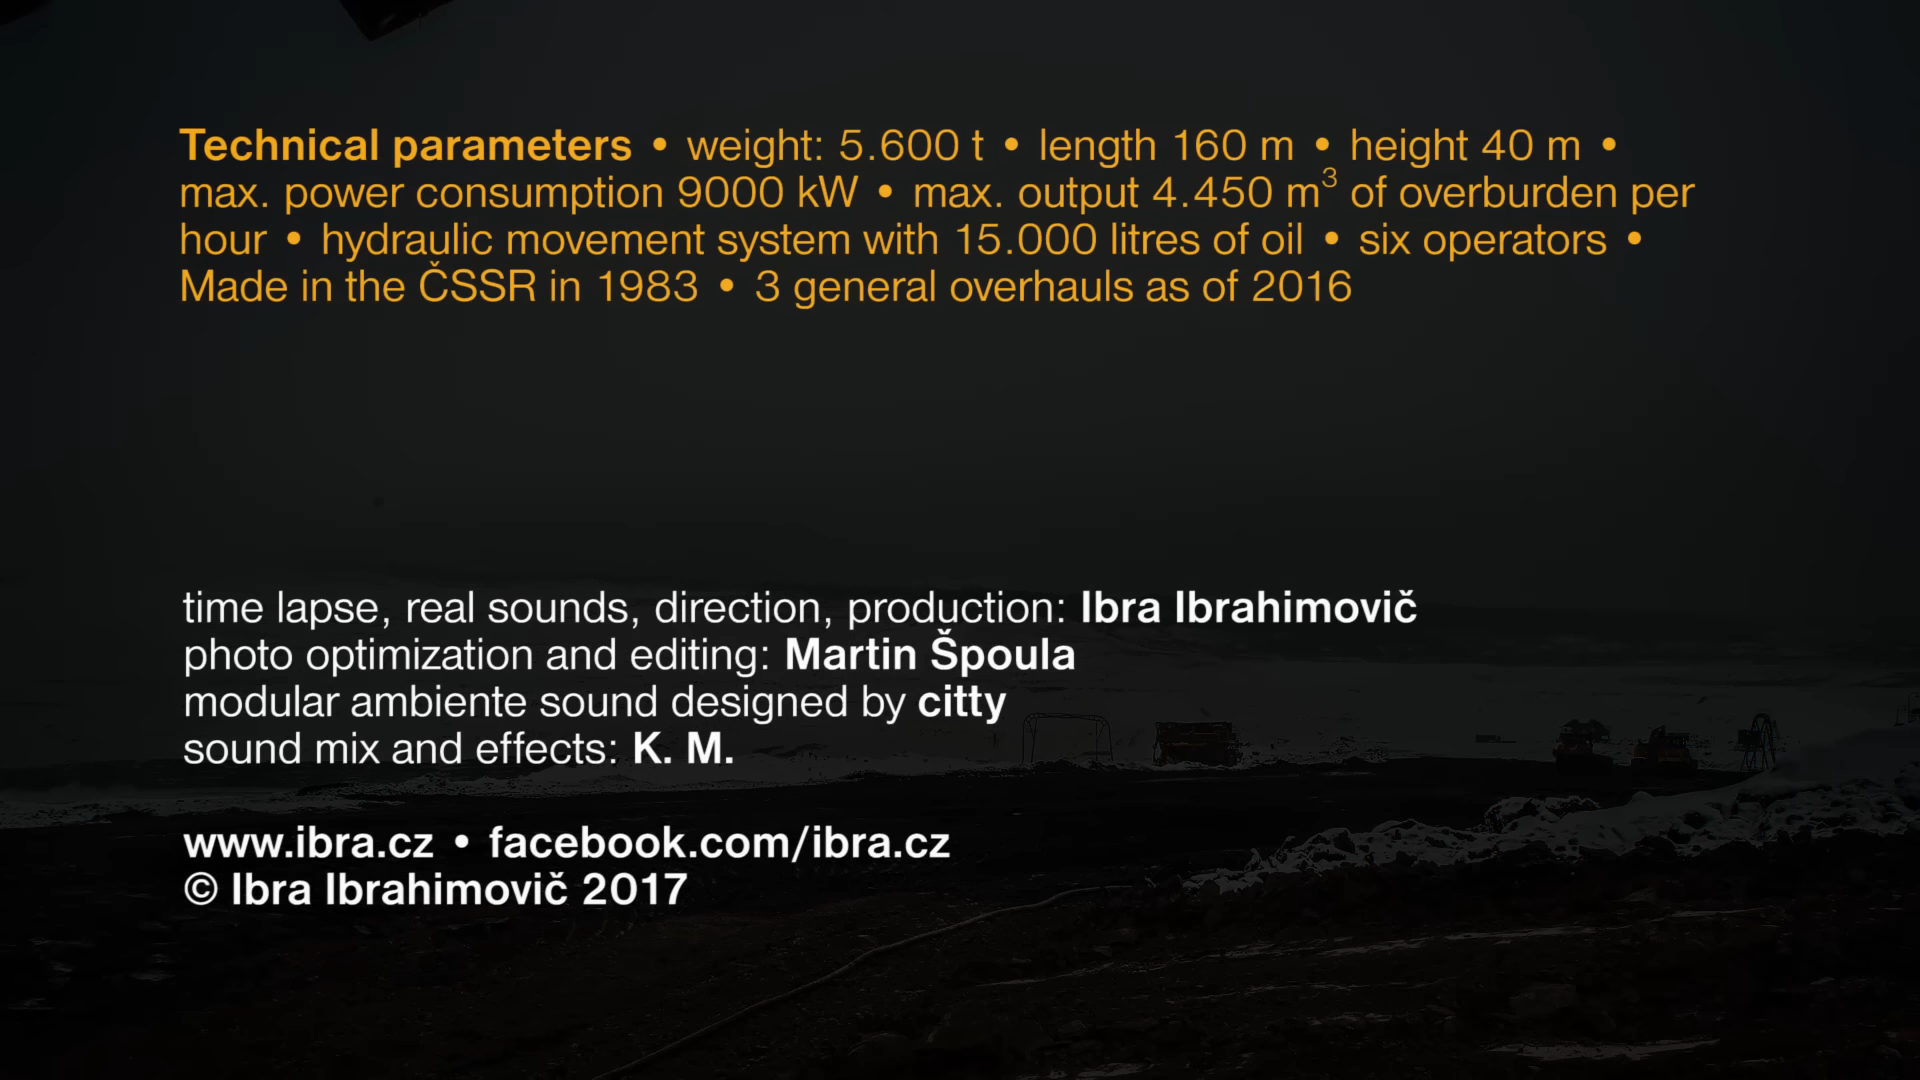 Technical parameters • weight: 5.600 t • length 160 m • height 40 m •
max. power consumption 9000 kW • max. output 4.450 m³ of overburden per
hour • hydraulic movement system with 15.000 litres of oil • six operators •
Made in the ČSSR in 1983 • 3 general overhauls as of 2016
time lapse, real sounds, direction, production: Ibra Ibrahimovič
photo optimization and editing: Martin Špoula
modular ambiente sound designed by citty
sound mix and effects: K. M.
www.ibra.cz • facebook.com/ibra.cz
© Ibra Ibrahimovič 2017